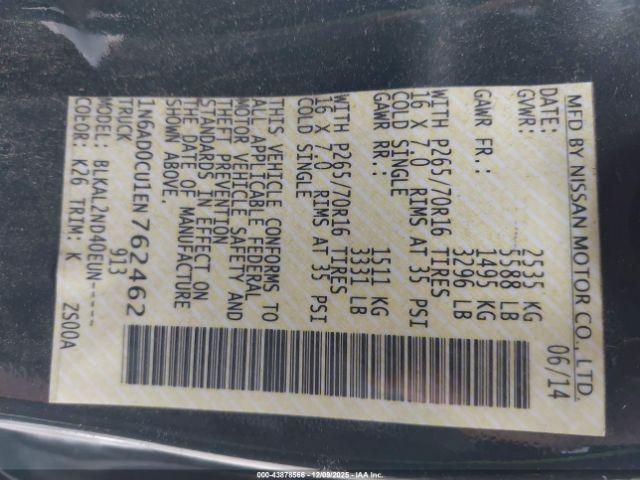 MFD BY NISSAN MOTOR CO., LTD.
DATE: 06/14
GVWR: 2535 KG
5588 LB
GAWR FR.: 1495 KG
3296 LB
WITH P265/70R16 TIRES
16 X 7.0 RIMS AT 35 PSI
COLD SINGLE
GAWR RR.: 1511 KG
3331 LB
WITH P265/70R16 TIRES
16 X 7.0 RIMS AT 35 PSI
COLD SINGLE
THIS VEHICLE CONFORMS TO
ALL APPLICABLE FEDERAL
MOTOR VEHICLE SAFETY AND
THEFT PREVENTION
STANDARDS IN EFFECT ON
THE DATE OF MANUFACTURE
SHOWN ABOVE.
1N6AD0CU1EN762462
TRUCK 913
MODEL: BLKAL2ND40EUN-----
COLOR: K26 TRIM: K ZS00A
000-43878566 - 12/09/2025 - IAA Inc.